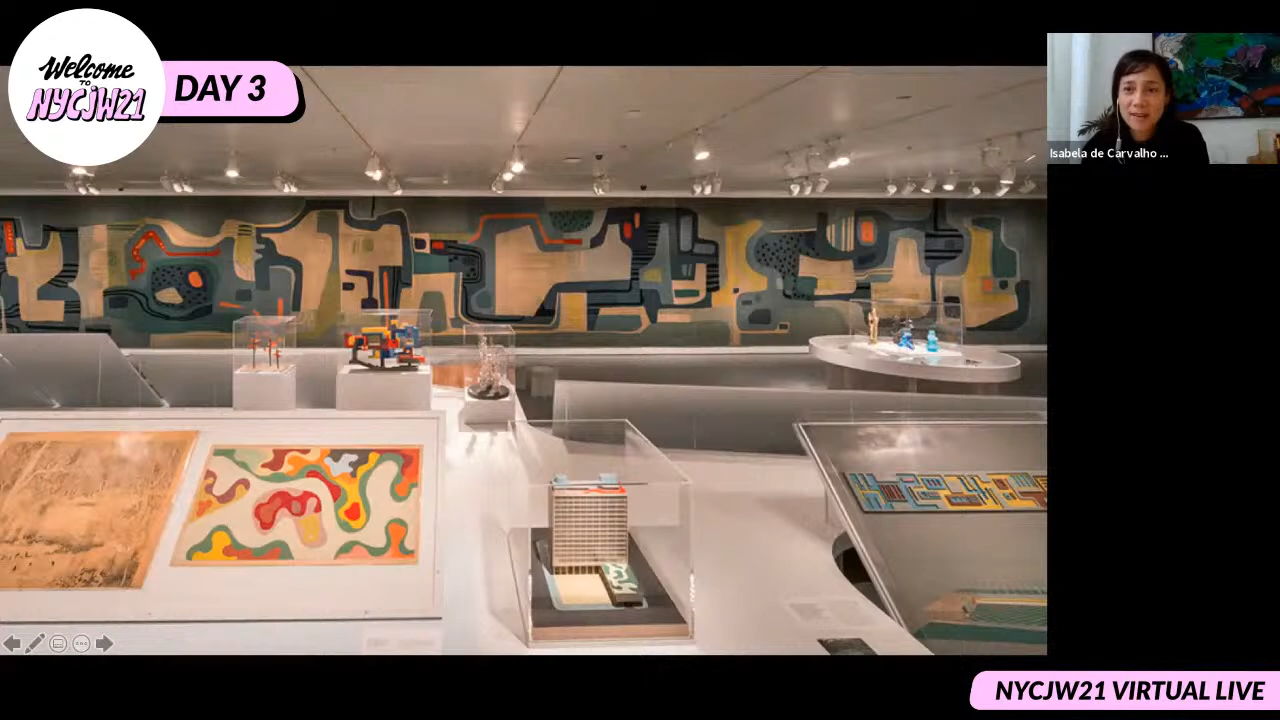 Welcome
TO
NYCJW21
DAY 3
Isabela de Carvalho ...
NYCJW21 VIRTUAL LIVE